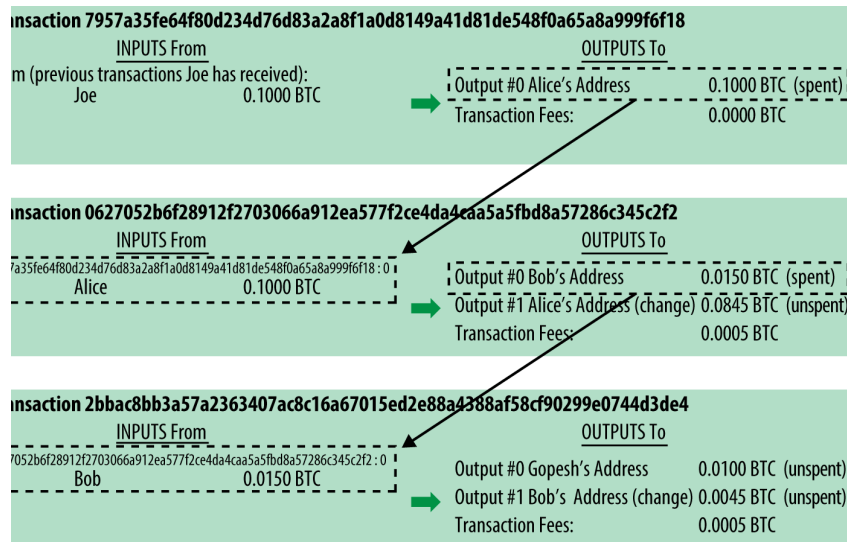 nsaction 7957a35fe64f80d234d76d83a2a8f1a0d8149a41d81de548f0a65a8a999f6f18
INPUTS From
OUTPUTS To
m (previous transactions Joe has received):
Joe 0.1000 BTC
Output #0 Alice's Address 0.1000 BTC (spent)
Transaction Fees: 0.0000 BTC
ansaction 0627052b6f28912f2703066a912ea577f2ce4da4caa5a5fbd8a57286c345c2f2
INPUTS From
OUTPUTS To
7a35fe64f80d234d76d83a2a8f1a0d8149a41d81de548f0a65a8a999f6f18 : 0
Alice 0.1000 BTC
Output #0 Bob's Address 0.0150 BTC (spent)
Output #1 Alice's Address (change) 0.0845 BTC (unspent)
Transaction Fees: 0.0005 BTC
ansaction 2bbac8bb3a57a2363407ac8c16a67015ed2e88a4388af58cf90299e0744d3de4
INPUTS From
OUTPUTS To
7052b6f28912f2703066a912ea577f2ce4da4caa5a5fbd8a57286c345c2f2 : 0
Bob 0.0150 BTC
Output #0 Gopesh's Address 0.0100 BTC (unspent)
Output #1 Bob's Address (change) 0.0045 BTC (unspent)
Transaction Fees: 0.0005 BTC